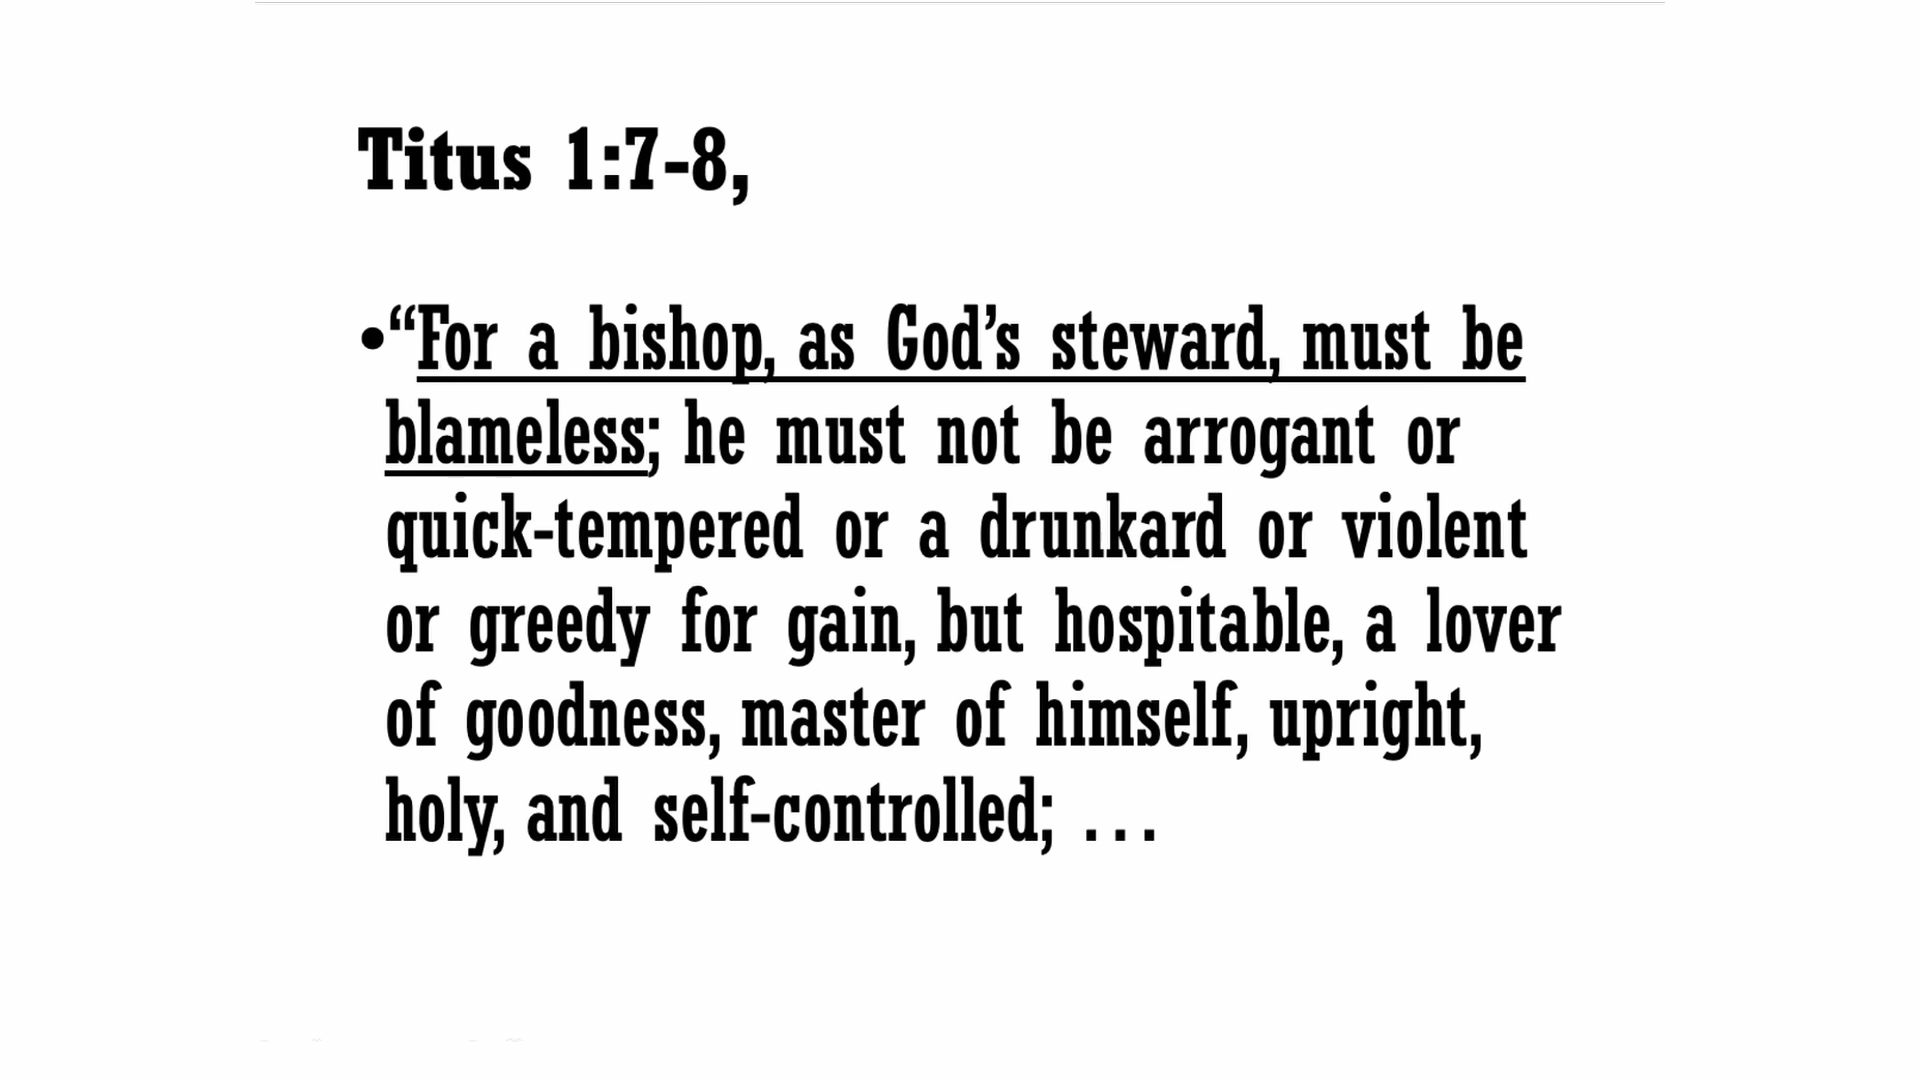 Titus 1:7-8,
•“For a bishop, as God’s steward, must be
blameless; he must not be arrogant or
quick-tempered or a drunkard or violent
or greedy for gain, but hospitable, a lover
of goodness, master of himself, upright,
holy, and self-controlled; . . .